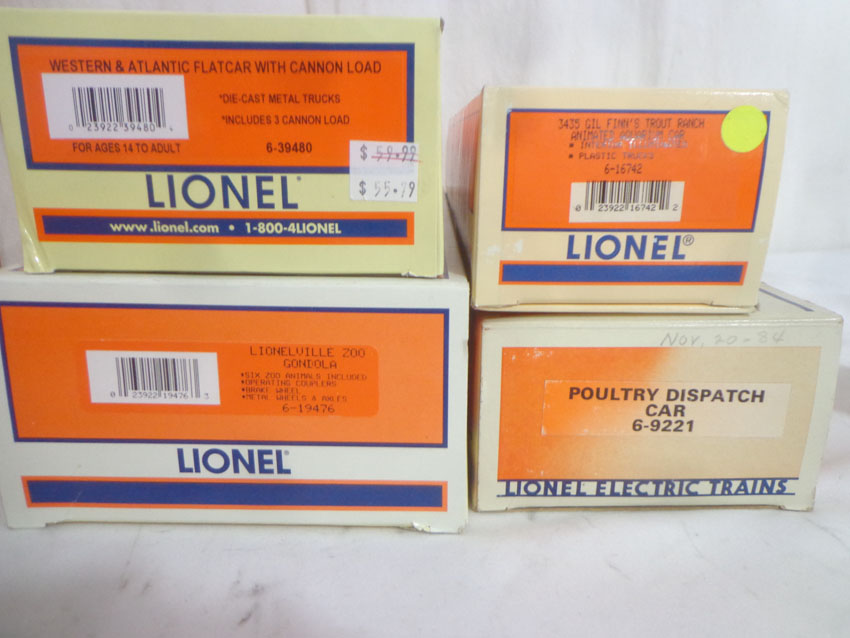 WESTERN & ATLANTIC FLATCAR WITH CANNON LOAD
*DIE-CAST METAL TRUCKS
*INCLUDES 3 CANNON LOAD
0 23922 39480 4
FOR AGES 14 TO ADULT
6-39480
$ 59.99
$ 55.79
LIONEL
www.lionel.com • 1-800-4LIONEL
3435 GIL FINN'S TROUT RANCH
ANIMATED AQUARIUM CAR
■ PLASTIC TRUCKS
6-16742
0 23922 16742 2
LIONEL®
LIONELVILLE ZOO
GONDOLA
*SIX ZOO ANIMALS INCLUDED
*OPERATING COUPLERS
*BRAKE WHEEL
*METAL WHEELS & AXLES
6-19476
0 23922 19476 3
LIONEL
Nov, 20-84
POULTRY DISPATCH
CAR
6-9221
LIONEL ELECTRIC TRAINS